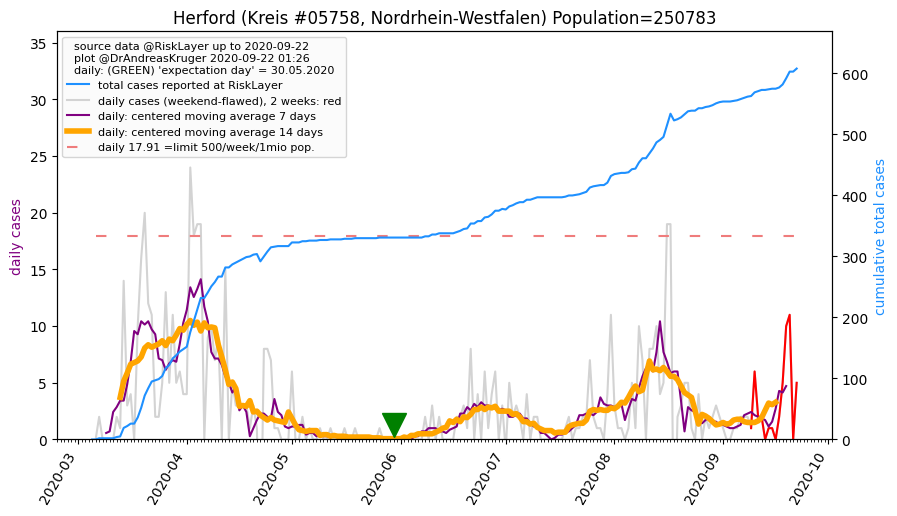 Herford (Kreis #05758, Nordrhein-Westfalen) Population=250783
source data @RiskLayer up to 2020-09-22
plot @DrAndreasKruger 2020-09-22 01:26
daily: (GREEN) 'expectation day' = 30.05.2020
total cases reported at RiskLayer
daily cases (weekend-flawed), 2 weeks: red
daily: centered moving average 7 days
daily: centered moving average 14 days
daily 17.91 =limit 500/week/1mio pop.
daily cases
35
30
25
20
15
10
5
0
cumulative total cases
600
500
400
300
200
100
0
2020-03
2020-04
2020-05
2020-06
2020-07
2020-08
2020-09
2020-10